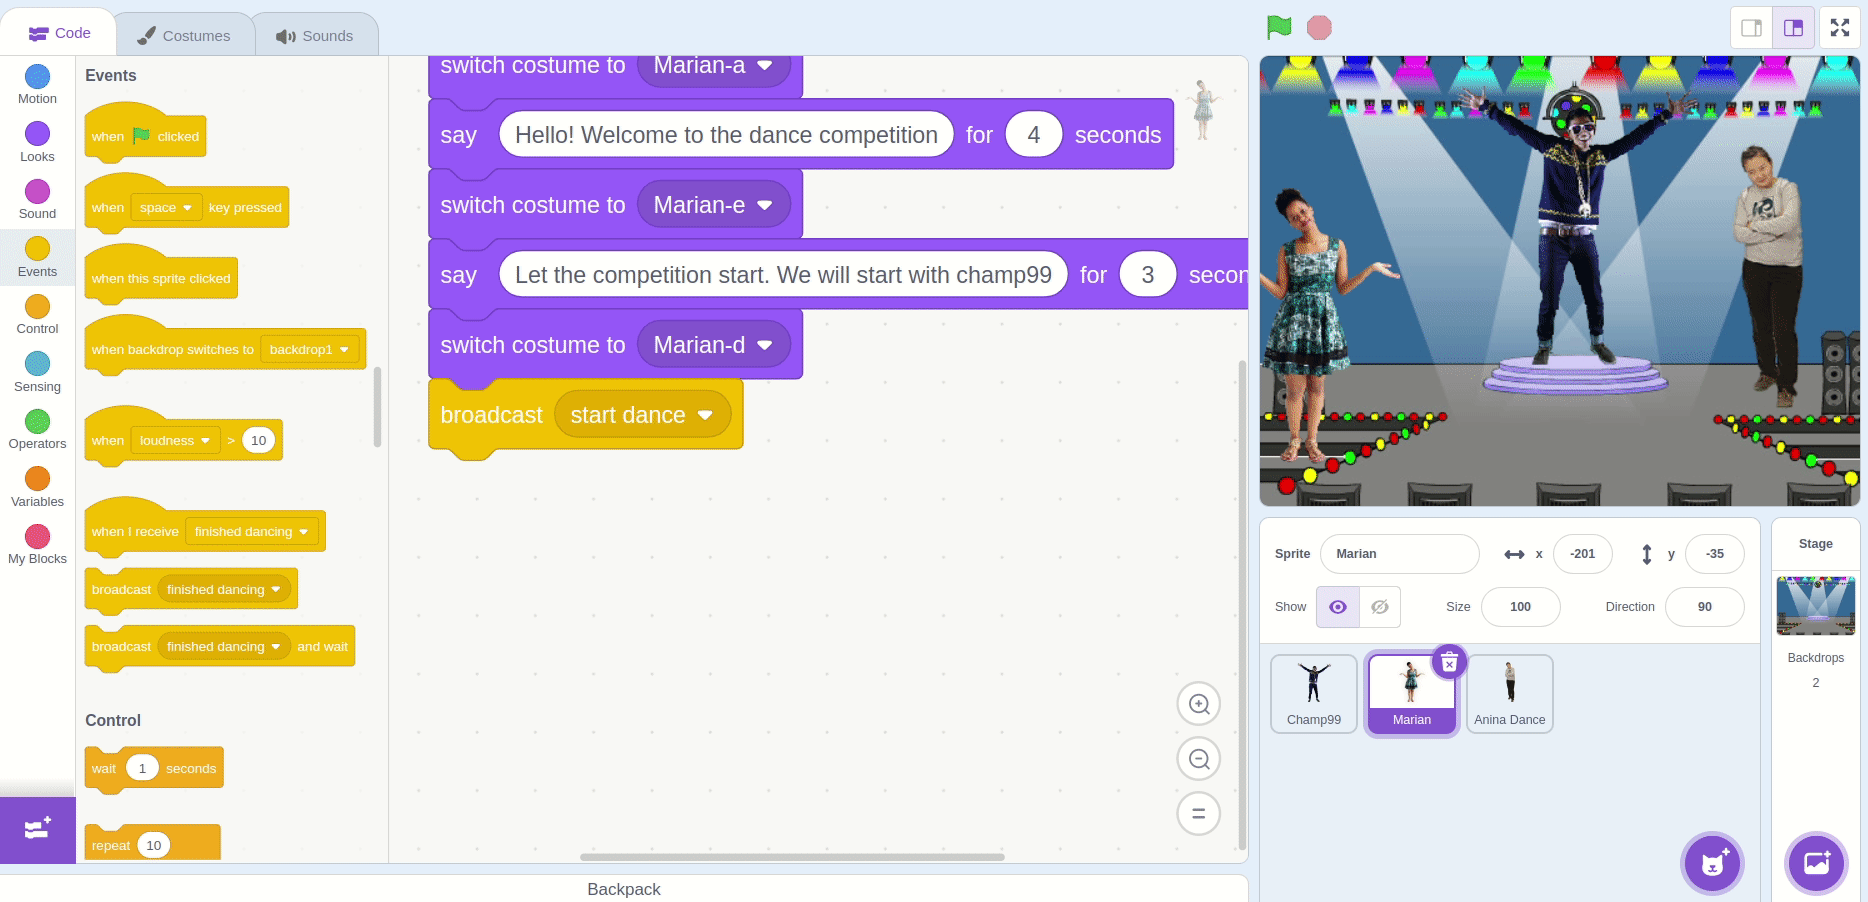 Code
Costumes
Sounds
Motion
Looks
Sound
Events
Control
Sensing
Operators
Variables
My Blocks
Events
when clicked
when space key pressed
when this sprite clicked
when backdrop switches to backdrop1
when loudness > 10
when I receive finished dancing
broadcast finished dancing
broadcast finished dancing and wait
Control
wait 1 seconds
repeat 10
switch costume to Marian-a
say Hello! Welcome to the dance competition for 4 seconds
switch costume to Marian-e
say Let the competition start. We will start with champ99 for 3 secon
switch costume to Marian-d
broadcast start dance
Backpack
Sprite Marian x -201 y -35
Show Size 100 Direction 90
Champ99
Marian
Anina Dance
Stage
Backdrops
2